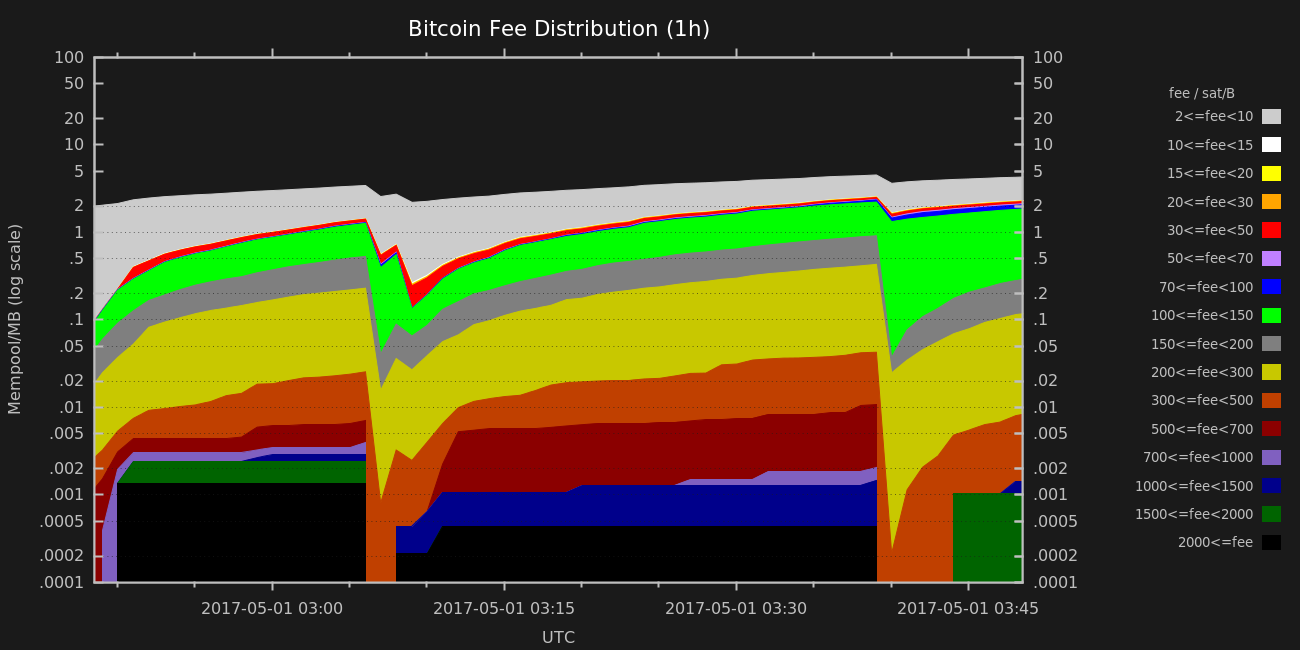 Bitcoin Fee Distribution (1h)
Mempool/MB (log scale)
100
50
20
10
5
2
1
.5
.2
.1
.05
.02
.01
.005
.002
.001
.0005
.0002
.0001
100
50
20
10
5
2
1
.5
.2
.1
.05
.02
.01
.005
.002
.001
.0005
.0002
.0001
2017-05-01 03:00
2017-05-01 03:15
2017-05-01 03:30
2017-05-01 03:45
UTC
fee / sat/B
2<=fee<10
10<=fee<15
15<=fee<20
20<=fee<30
30<=fee<50
50<=fee<70
70<=fee<100
100<=fee<150
150<=fee<200
200<=fee<300
300<=fee<500
500<=fee<700
700<=fee<1000
1000<=fee<1500
1500<=fee<2000
2000<=fee